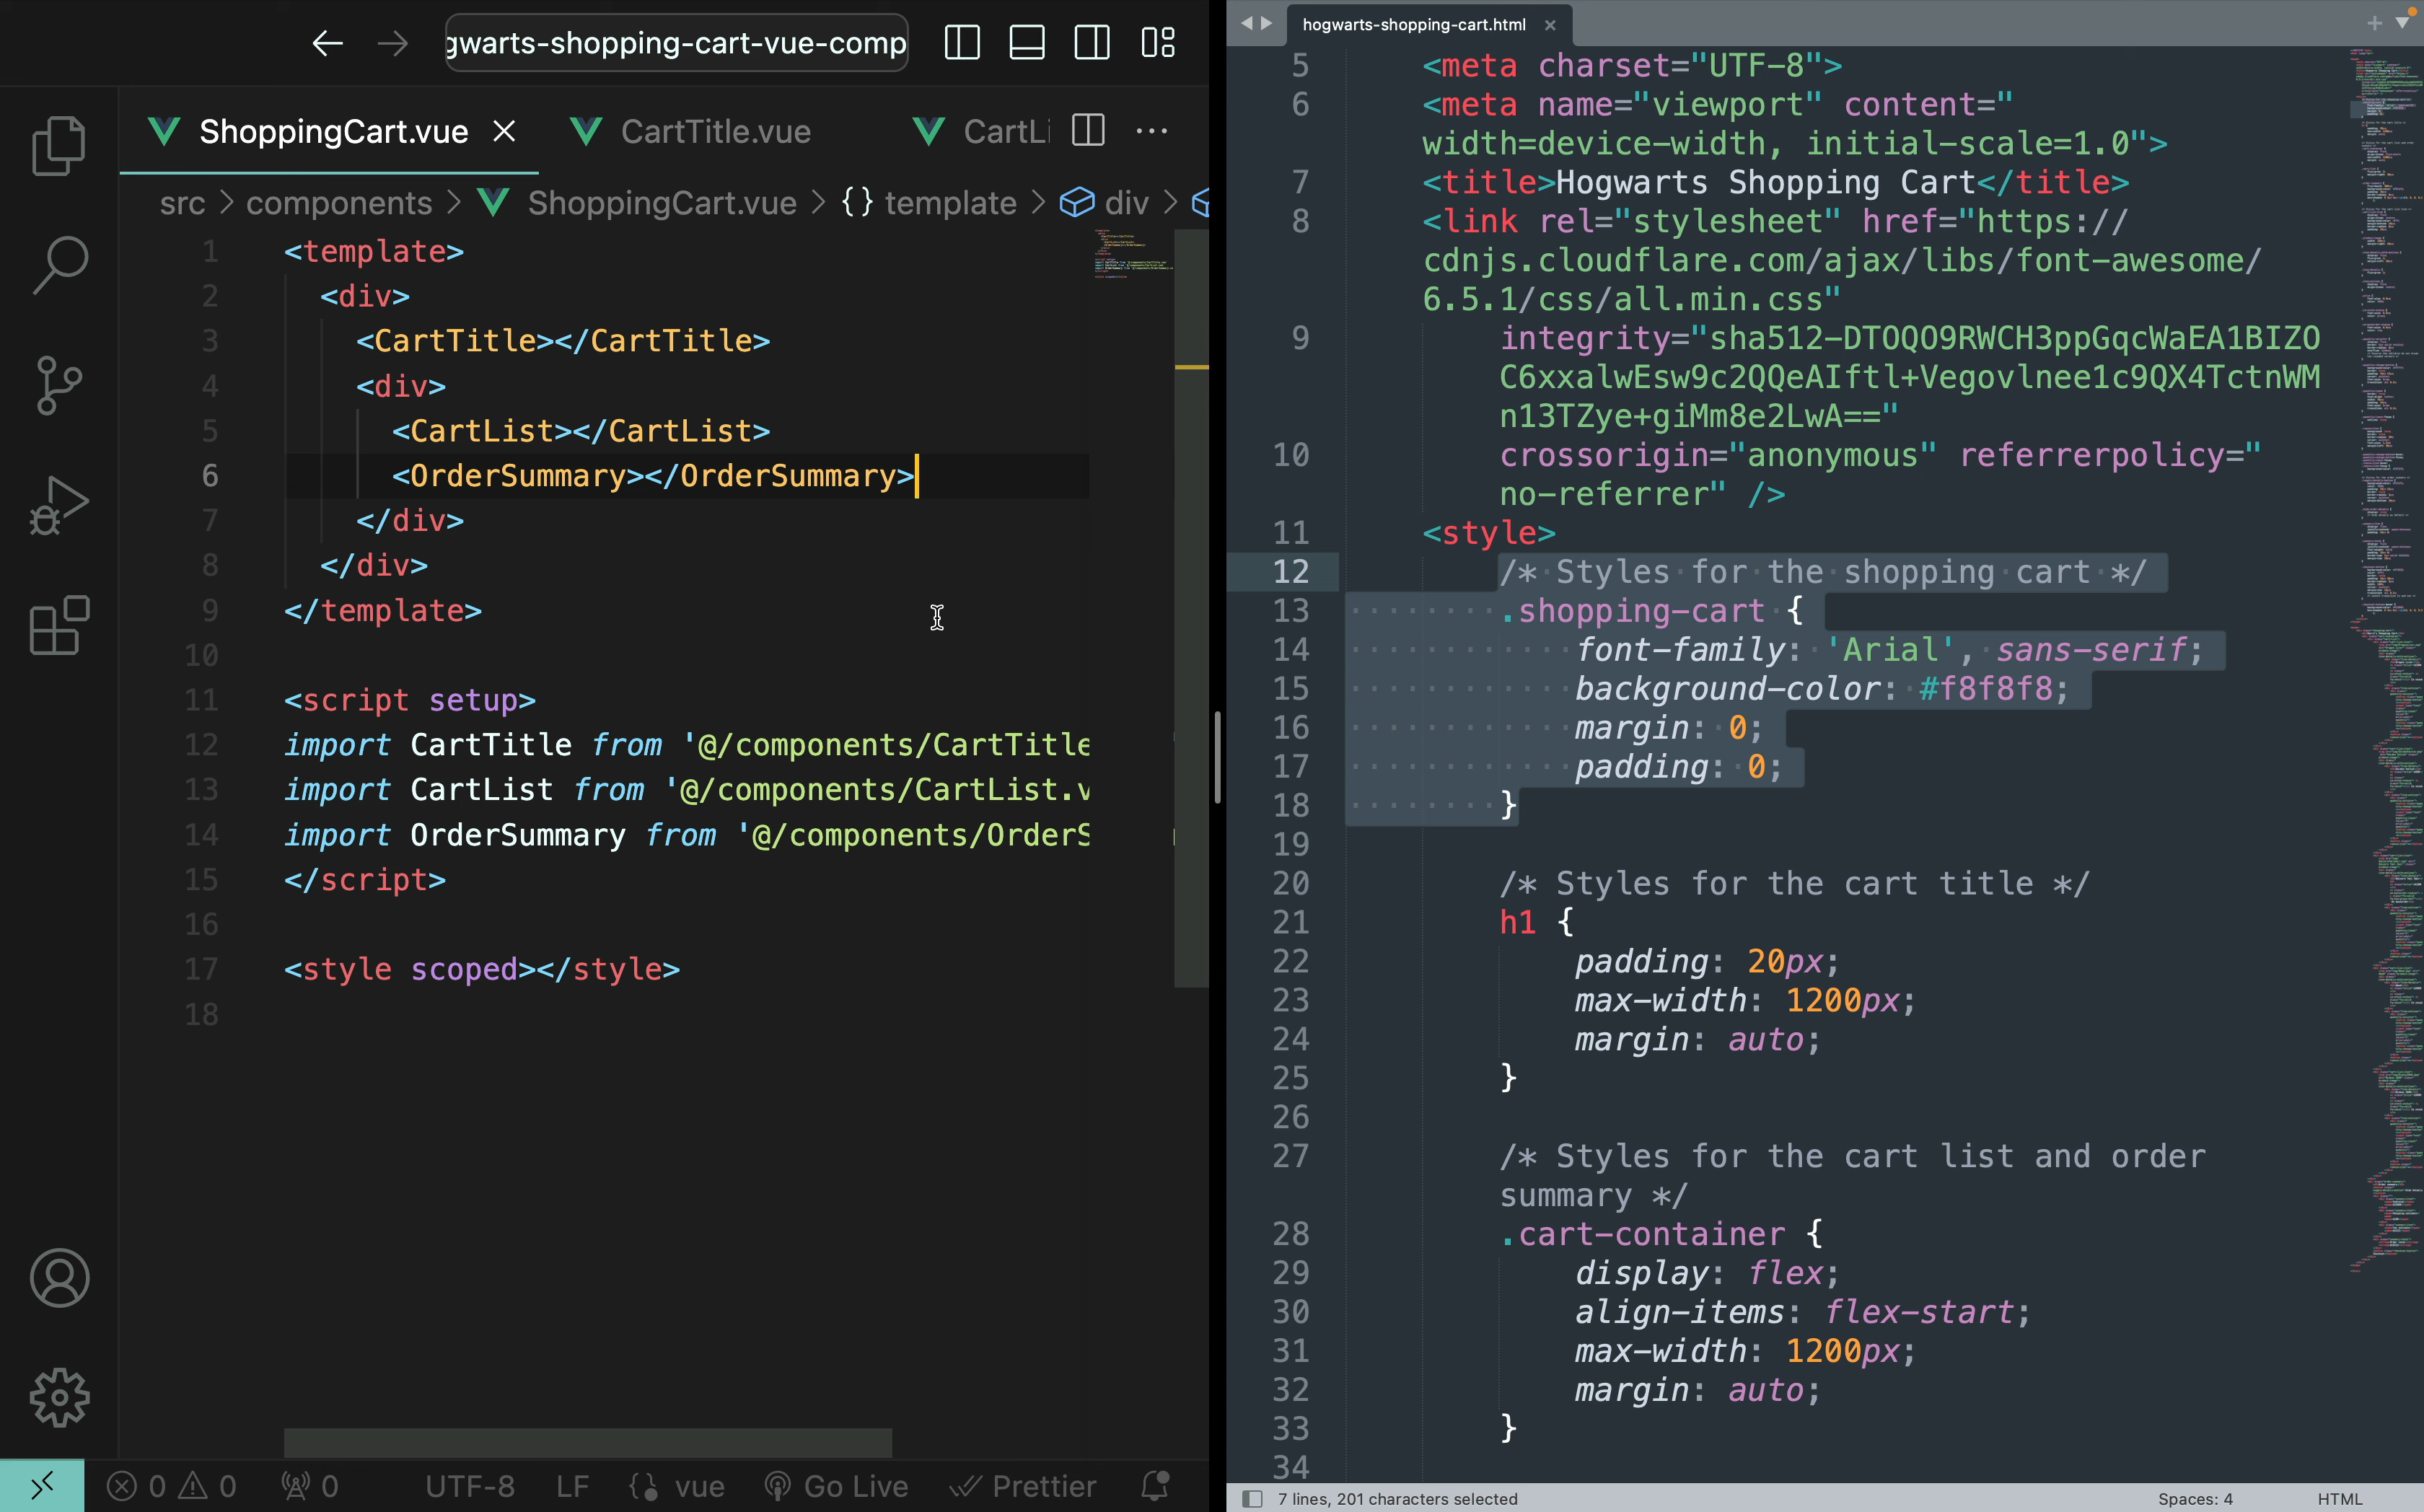 gwarts-shopping-cart-vue-comp
ShoppingCart.vue
CartTitle.vue
CartLi
src > components > ShoppingCart.vue > {} template > div >
1 <template>
2 <div>
3 <CartTitle></CartTitle>
4 <div>
5 <CartList></CartList>
6 <OrderSummary></OrderSummary>
7 </div>
8 </div>
9 </template>
10
11 <script setup>
12 import CartTitle from '@/components/CartTitle
13 import CartList from '@/components/CartList.v
14 import OrderSummary from '@/components/OrderS
15 </script>
16
17 <style scoped></style>
18
0 0 0 UTF-8 LF vue Go Live Prettier
hogwarts-shopping-cart.html
5 <meta charset="UTF-8">
6 <meta name="viewport" content="
width=device-width, initial-scale=1.0">
7 <title>Hogwarts Shopping Cart</title>
8 <link rel="stylesheet" href="https://
cdnjs.cloudflare.com/ajax/libs/font-awesome/
6.5.1/css/all.min.css"
9 integrity="sha512-DTOQO9RWCH3ppGqcWaEA1BIZO
C6xxalwEsw9c2QQeAIftl+Vegovlnee1c9QX4TctnWM
n13TZye+giMm8e2LwA=="
10 crossorigin="anonymous" referrerpolicy="
no-referrer" />
11 <style>
12 /* Styles for the shopping cart */
13 .shopping-cart {
14 font-family: 'Arial', sans-serif;
15 background-color: #f8f8f8;
16 margin: 0;
17 padding: 0;
18 }
19
20 /* Styles for the cart title */
21 h1 {
22 padding: 20px;
23 max-width: 1200px;
24 margin: auto;
25 }
26
27 /* Styles for the cart list and order
summary */
28 .cart-container {
29 display: flex;
30 align-items: flex-start;
31 max-width: 1200px;
32 margin: auto;
33 }
34
7 lines, 201 characters selected
Spaces: 4
HTML